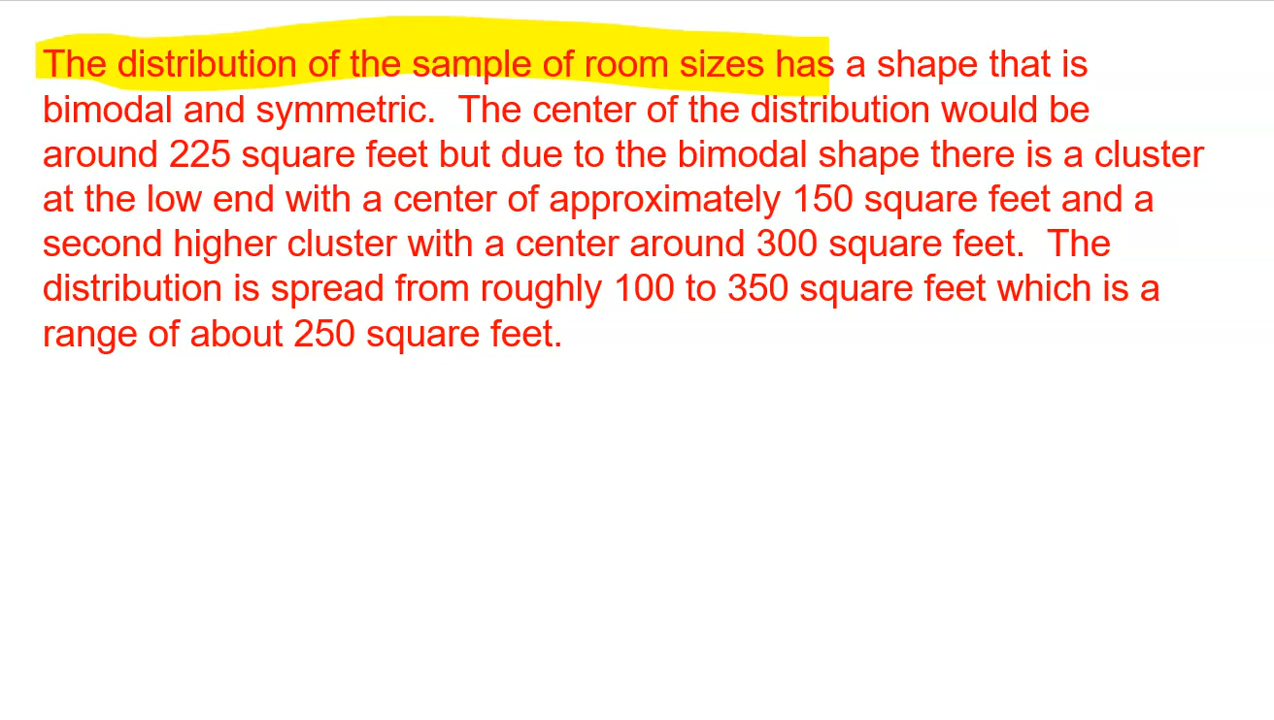 The distribution of the sample of room sizes has a shape that is
bimodal and symmetric.  The center of the distribution would be
around 225 square feet but due to the bimodal shape there is a cluster
at the low end with a center of approximately 150 square feet and a
second higher cluster with a center around 300 square feet.  The
distribution is spread from roughly 100 to 350 square feet which is a
range of about 250 square feet.